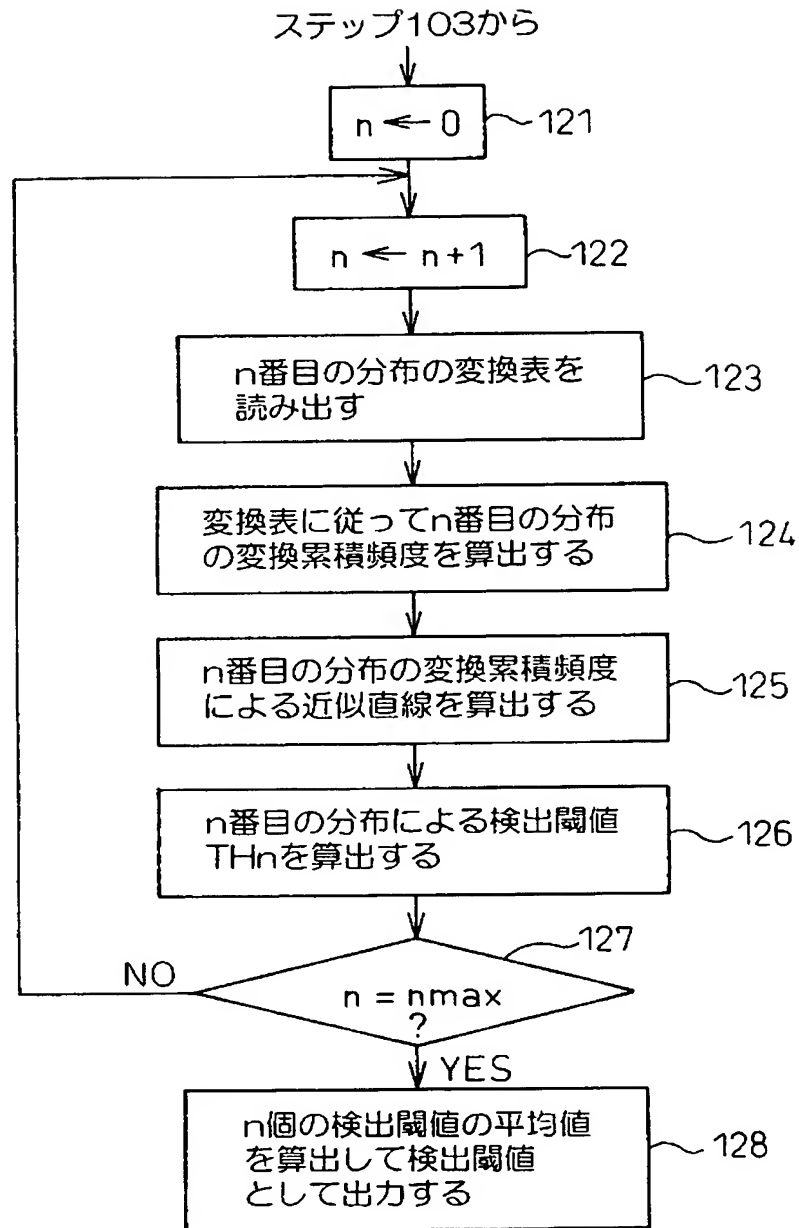 ステップ103から
n ← 0
121
n ← n+1
122
n番目の分布の変換表を
読み出す
123
変換表に従ってn番目の分布
の変換累積頻度を算出する
124
n番目の分布の変換累積頻度
による近似直線を算出する
125
n番目の分布による検出閾値
THnを算出する
126
127
NO
n = nmax
?
YES
n個の検出閾値の平均値
を算出して検出閾値
として出力する
128